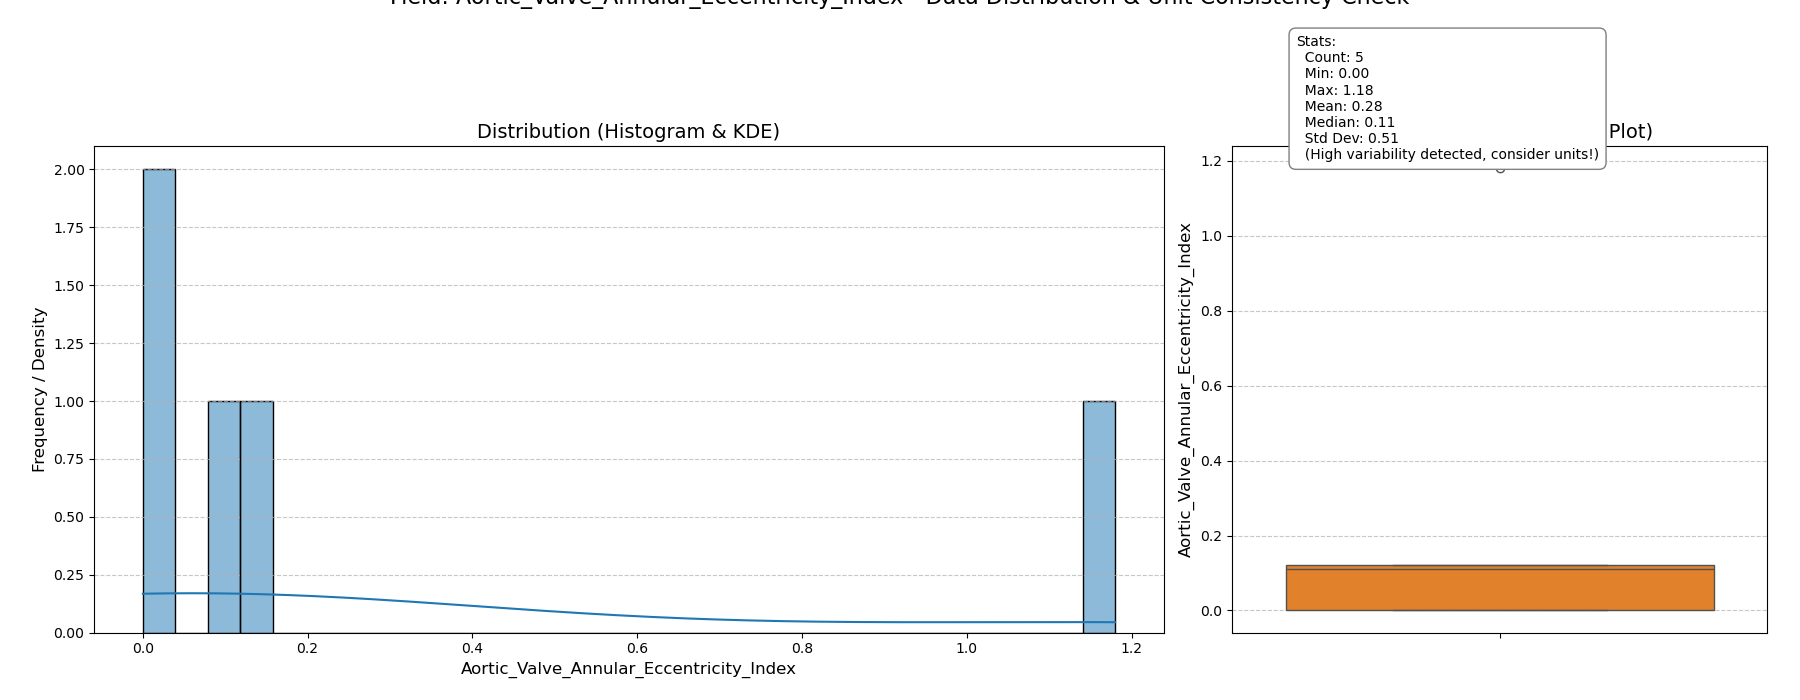 Field: Aortic_Valve_Annular_Eccentricity_Index - Data Distribution & Unit Consistency Check
Stats:
Count: 5
Min: 0.00
Max: 1.18
Mean: 0.28
Median: 0.11
Std Dev: 0.51
(High variability detected, consider units!)
Distribution (Histogram & KDE)
Plot)
Frequency / Density
2.00
1.75
1.50
1.25
1.00
0.75
0.50
0.25
0.00
0.0
0.2
0.4
0.6
0.8
1.0
1.2
Aortic_Valve_Annular_Eccentricity_Index
Aortic_Valve_Annular_Eccentricity_Index
1.2
1.0
0.8
0.6
0.4
0.2
0.0